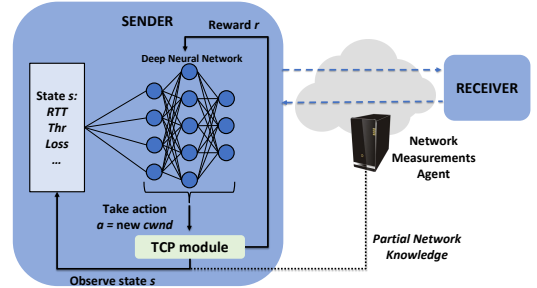 SENDER
Reward r
Deep Neural Network
State s:
RTT
Thr
Loss
...
Take action
a = new cwnd
TCP module
Observe state s
RECEIVER
Network
Measurements
Agent
Partial Network
Knowledge